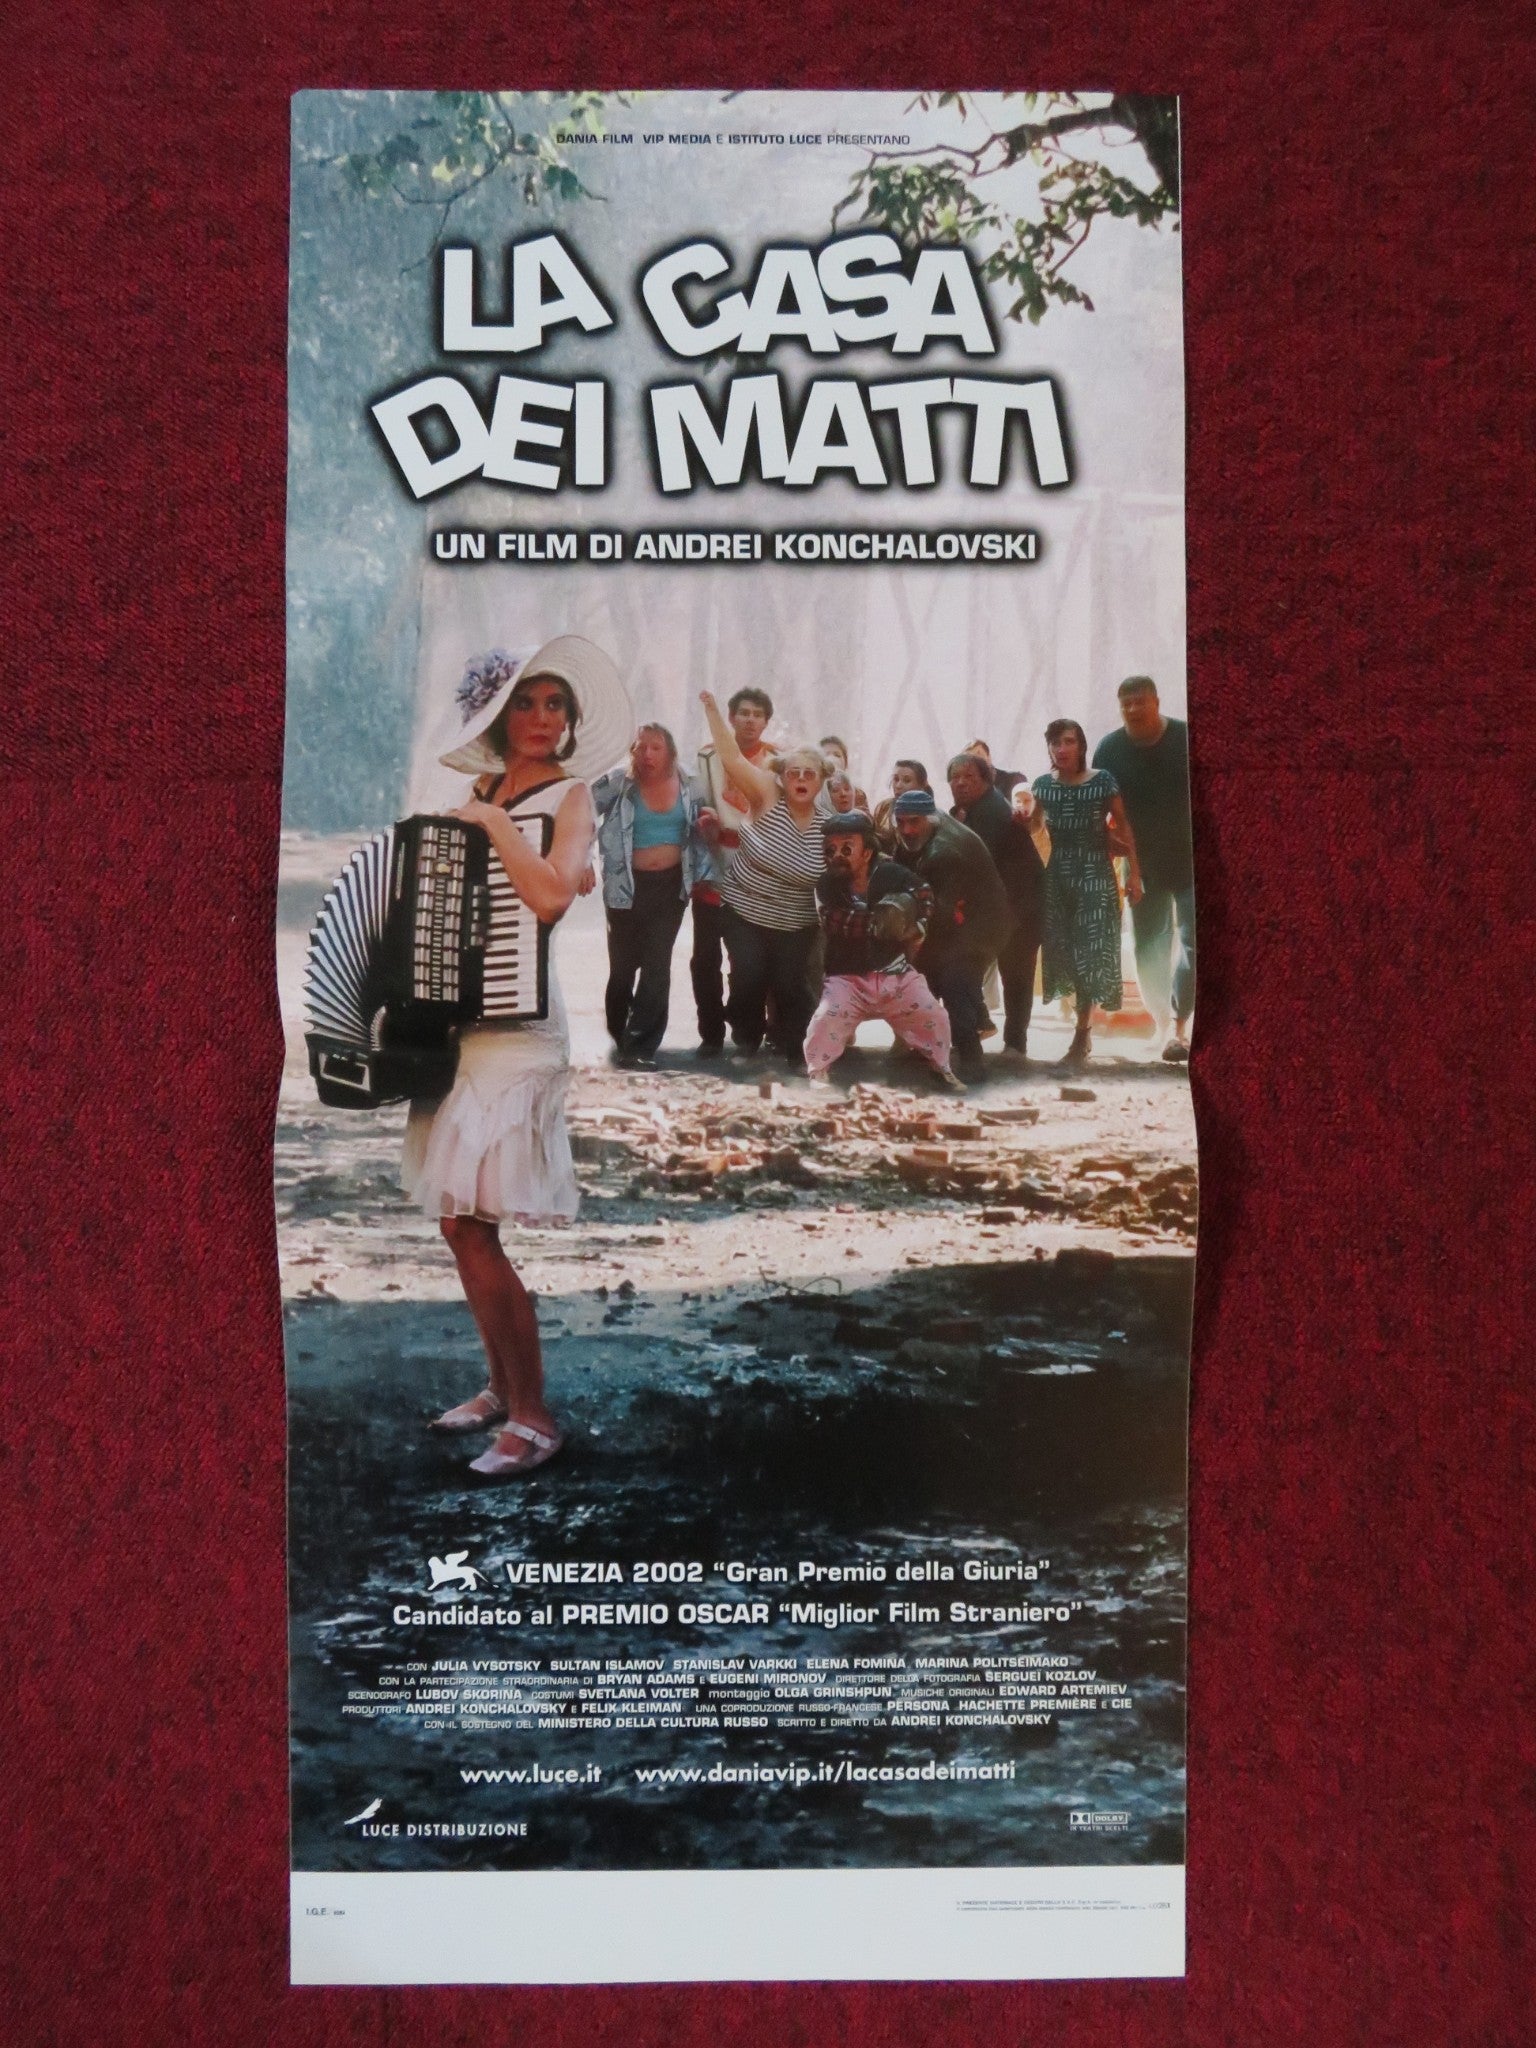 DANIA FILM VIP MEDIA E ISTITUTO LUCE PRESENTANO
LA CASA
DEI MATTI
UN FILM DI ANDREI KONCHALOVSKI
VENEZIA 2002 "Gran Premio della Giuria"
Candidato al PREMIO OSCAR "Miglior Film Straniero"
CON JULIA VYSOTSKY SULTAN ISLAMOV STANISLAV VARKKI ELENA FOMINA MARINA POLITSEIMAKO
CON LA PARTECIPAZIONE STRAORDINARIA DI BRYAN ADAMS E EUGENI MIRONOV DIRETTORE DELLA FOTOGRAFIA SERGUEI KOZLOV
SCENOGRAFO LUBOV SKORINA COSTUMI SVETLANA VOLTER montaggio OLGA GRINSHPUN MUSICHE ORIGINALI EDWARD ARTEMIEV
PRODUTTORI ANDREI KONCHALOVSKY E FELIX KLEIMAN UNA COPRODUZIONE RUSSO-FRANCESE PERSONA HACHETTE PREMIÈRE E CIE
CON IL SOSTEGNO DEL MINISTERO DELLA CULTURA RUSSO SCRITTO E DIRETTO DA ANDREI KONCHALOVSKY
www.luce.it www.daniavip.it/lacasadeimatti
LUCE DISTRIBUZIONE
DOLBY
IN TEATRI SCELTI
I.G.E.